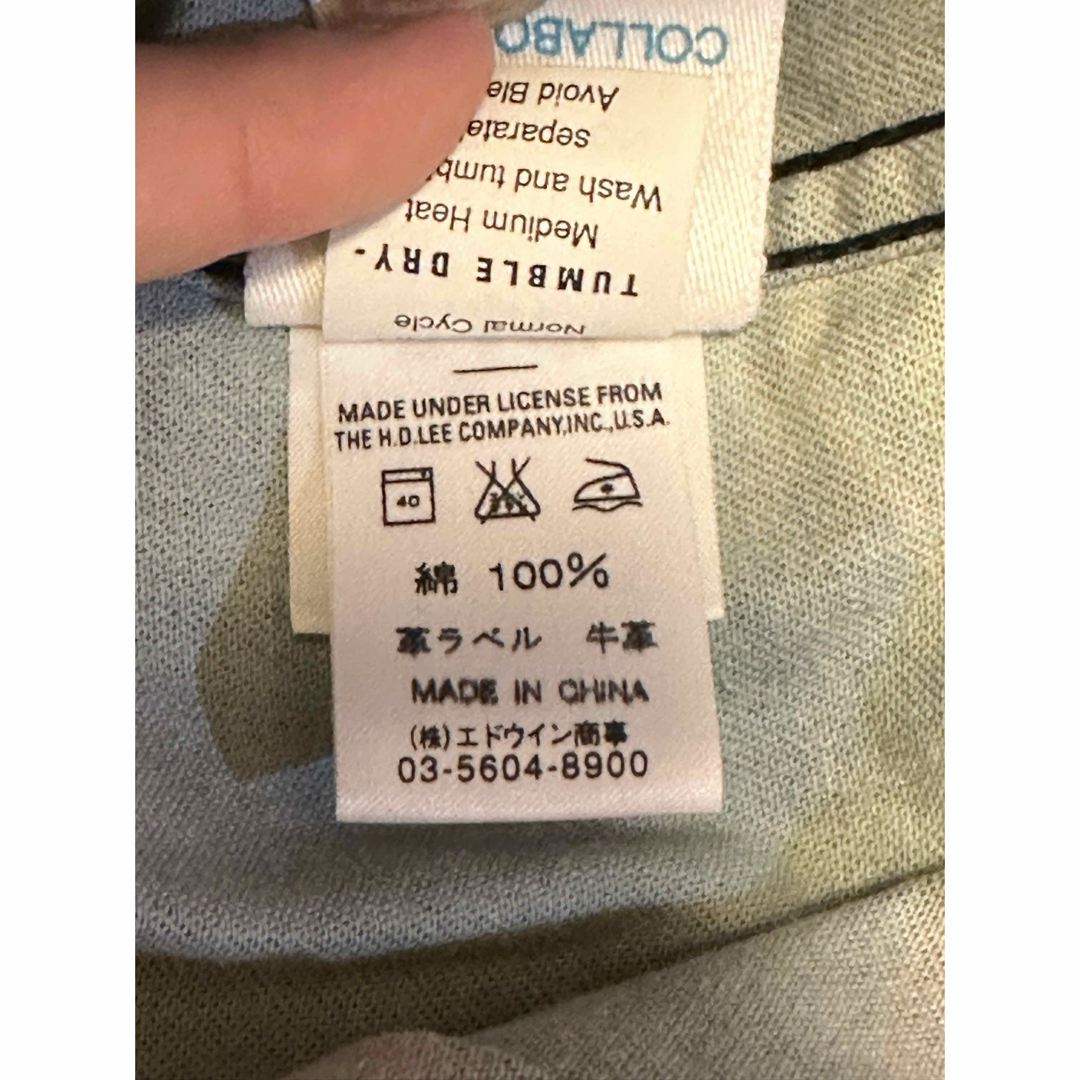 COLLABO
Avoid Ble
separate
Wash and tumb
Medium Heat
TUMBLE DRY-
Normal Cycle
MADE UNDER LICENSE FROM
THE H.D.LEE COMPANY,INC.,U.S.A.
40
綿 100%
革ラベル 牛革
MADE IN CHINA
(株)エドウイン商事
03-5604-8900